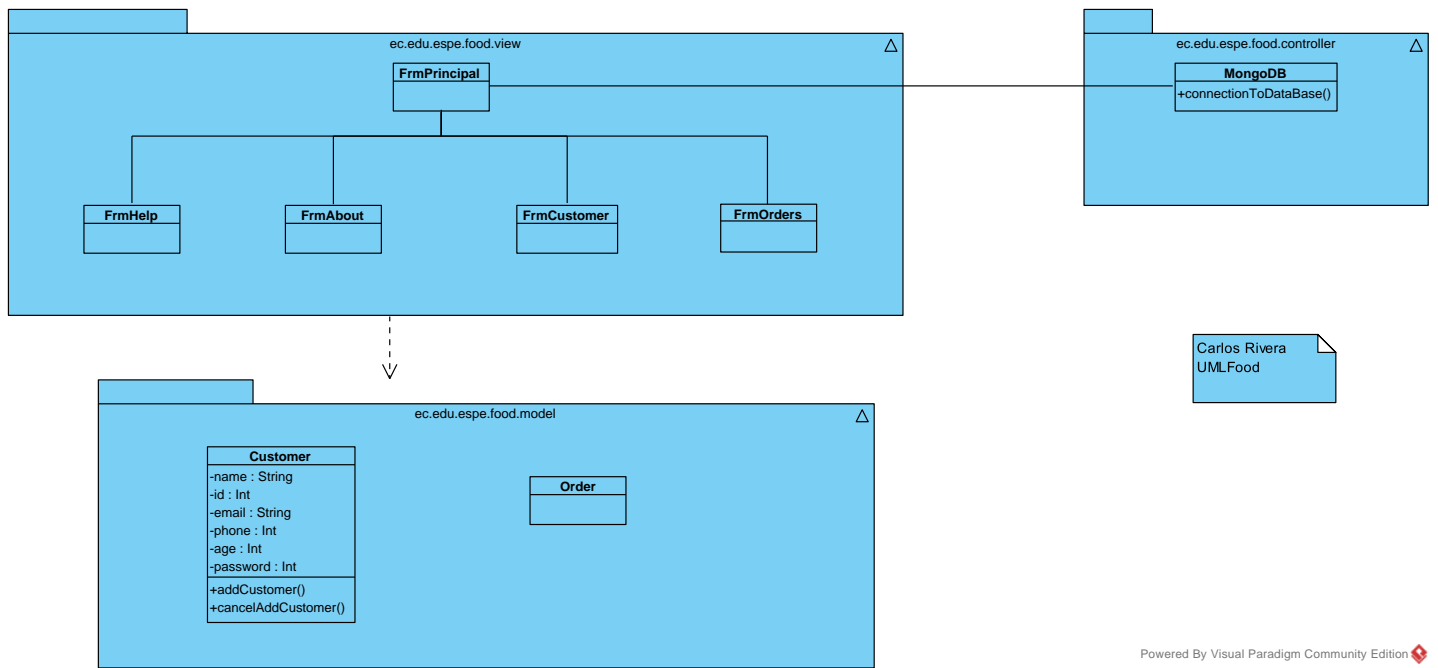 ec.edu.espe.food.view
FrmPrincipal
FrmHelp
FrmAbout
FrmCustomer
FrmOrders
ec.edu.espe.food.controller
MongoDB
+connectionToDataBase()
Carlos Rivera
UMLFood
ec.edu.espe.food.model
Customer
-name : String
-id : Int
-email : String
-phone : Int
-age : Int
-password : Int
+addCustomer()
+cancelAddCustomer()
Order
Powered By Visual Paradigm Community Edition